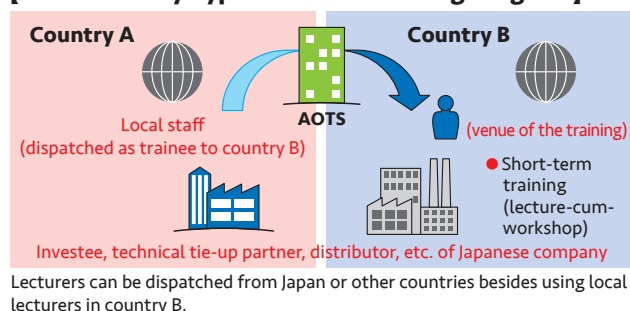 Country A
Country B
AOTS
Local staff
(dispatched as trainee to country B)
(venue of the training)
● Short-term
training
(lecture-cum-
workshop)
Investee, technical tie-up partner, distributor, etc. of Japanese company
Lecturers can be dispatched from Japan or other countries besides using local
lecturers in country B.